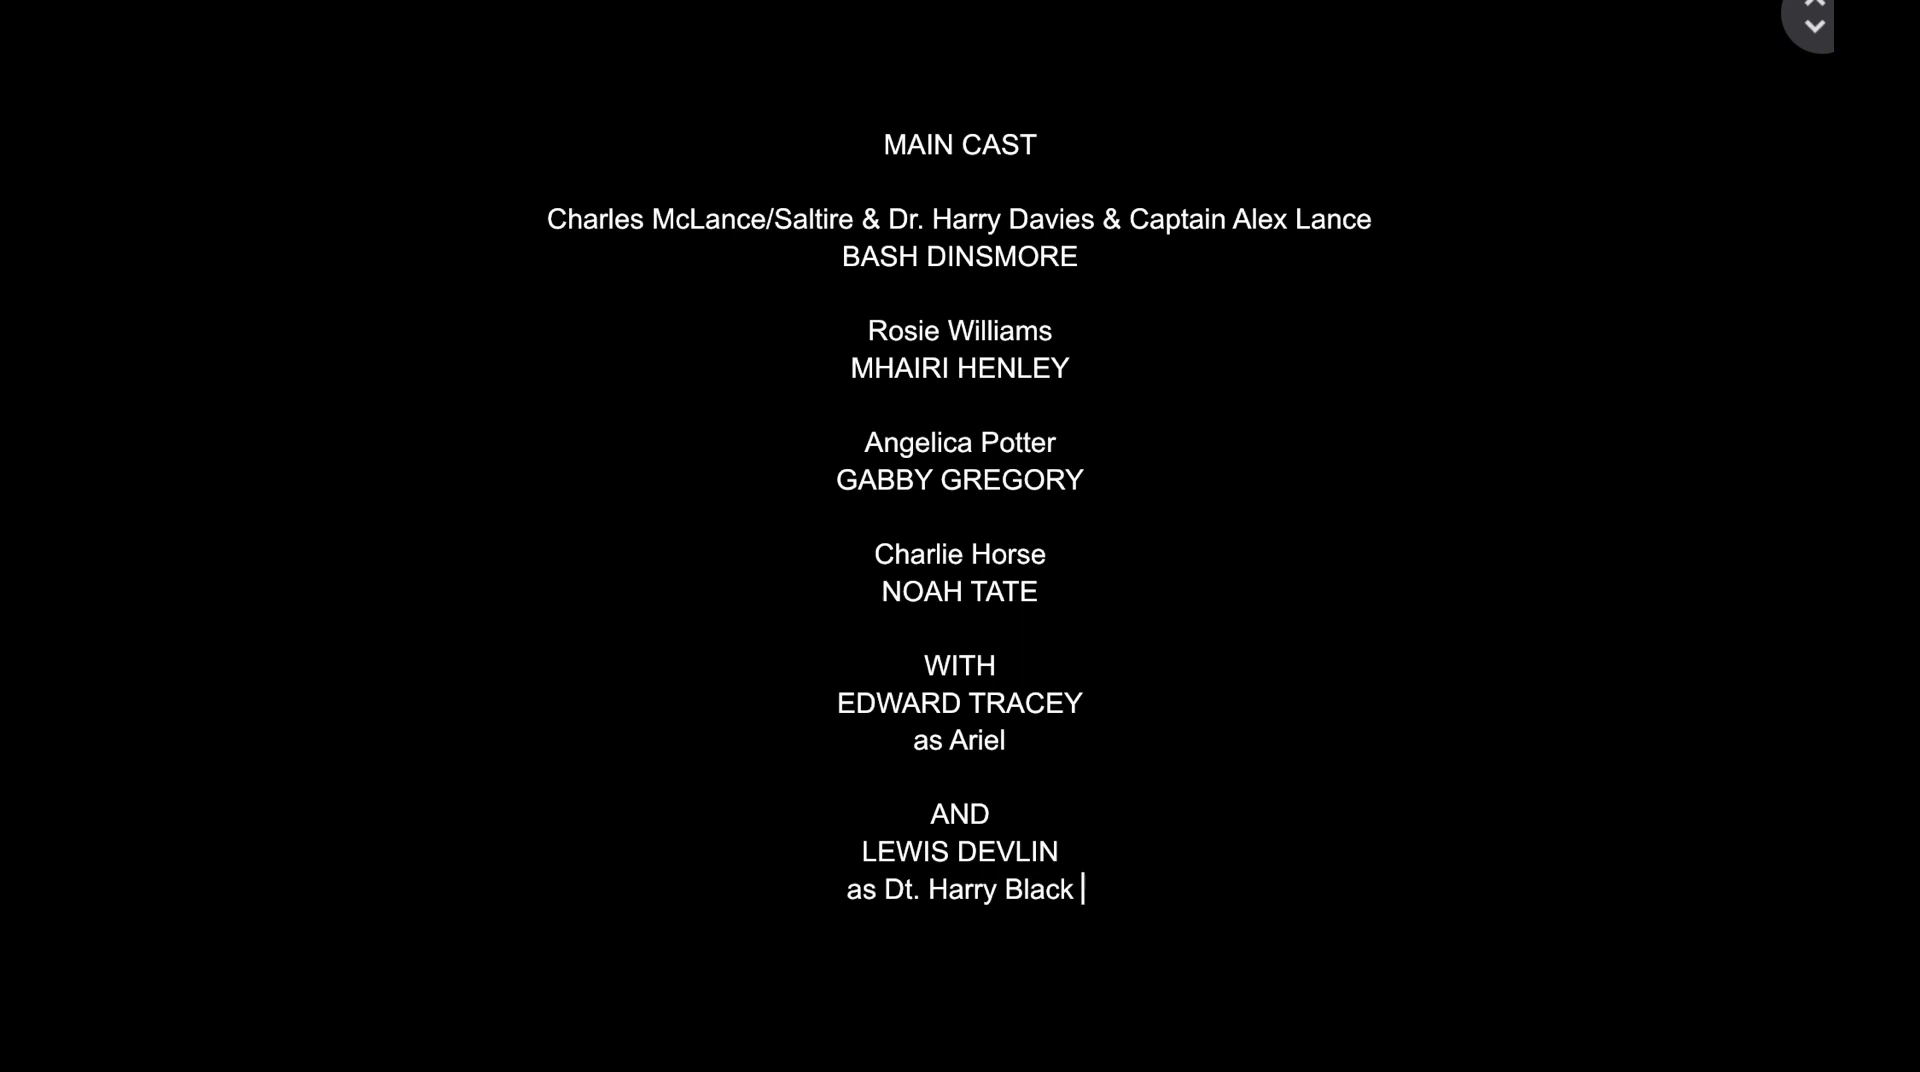 MAIN CAST
Charles McLance/Saltire & Dr. Harry Davies & Captain Alex Lance
BASH DINSMORE
Rosie Williams
MHAIRI HENLEY
Angelica Potter
GABBY GREGORY
Charlie Horse
NOAH TATE
WITH
EDWARD TRACEY
as Ariel
AND
LEWIS DEVLIN
as Dt. Harry Black